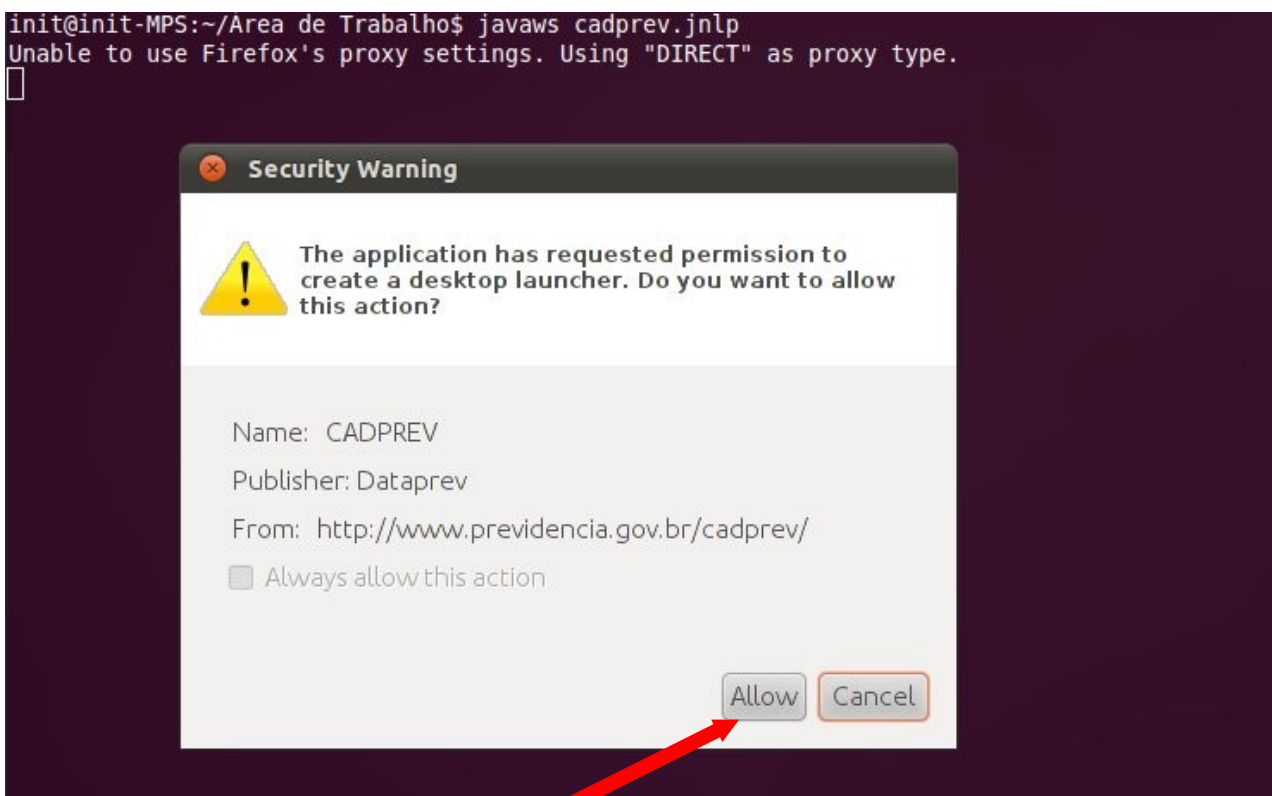 init@init-MPS:~/Área de Trabalho$ javaws cadprev.jnlp
Unable to use Firefox's proxy settings. Using "DIRECT" as proxy type.
Security Warning
The application has requested permission to
create a desktop launcher. Do you want to allow
this action?
Name: CADPREV
Publisher: Dataprev
From: http://www.previdencia.gov.br/cadprev/
Always allow this action
Allow Cancel